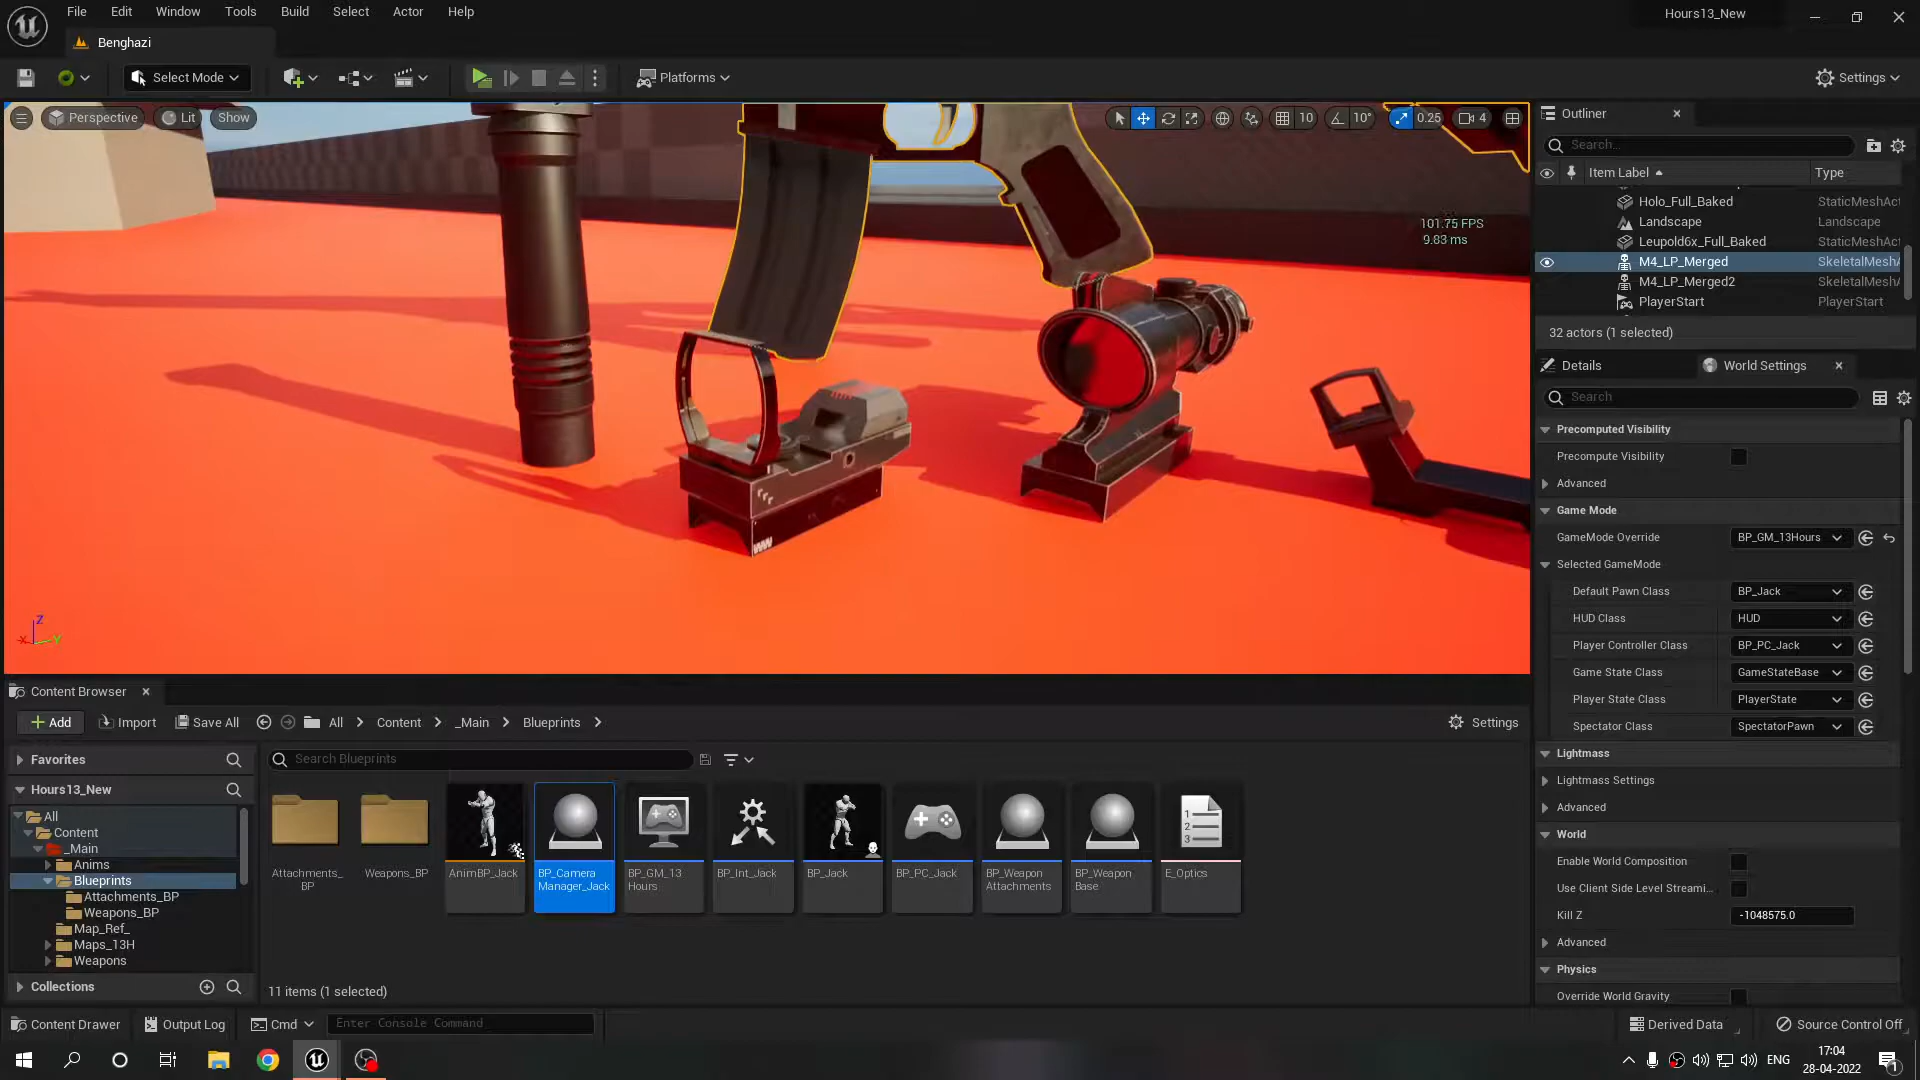 File Edit Window Tools Build Select Actor Help
Hours13_New
Benghazi
Select Mode
Platforms
Settings
Perspective
Lit
Show
10
10°
0.25
4
101.75 FPS
9.83 ms
Outliner
Search...
Item Label
Type
Holo_Full_Baked
StaticMeshAct
Landscape
Landscape
Leupold6x_Full_Baked
StaticMeshAct
M4_LP_Merged
SkeletalMeshA
M4_LP_Merged2
SkeletalMeshA
PlayerStart
PlayerStart
32 actors (1 selected)
Details
World Settings
Search
Precomputed Visibility
Precompute Visibility
Advanced
Game Mode
GameMode Override
BP_GM_13Hours
Selected GameMode
Default Pawn Class
BP_Jack
HUD Class
HUD
Player Controller Class
BP_PC_Jack
Game State Class
GameStateBase
Player State Class
PlayerState
Spectator Class
SpectatorPawn
Lightmass
Lightmass Settings
Advanced
World
Enable World Composition
Use Client Side Level Streami...
Kill Z
-1048575.0
Advanced
Physics
Override World Gravity
Content Browser
Add
Import
Save All
All
Content
_Main
Blueprints
Settings
Favorites
Search Blueprints
Hours13_New
All
Content
_Main
Anims
Blueprints
Attachments_BP
Weapons_BP
Map_Ref_
Maps_13H
Weapons
Collections
Attachments_
BP
Weapons_BP
AnimBP_Jack
BP_Camera
Manager_Jack
BP_GM_13
Hours
BP_Int_Jack
BP_Jack
BP_PC_Jack
BP_Weapon
Attachments
BP_Weapon
Base
E_Optics
11 items (1 selected)
Content Drawer
Output Log
Cmd
Enter Console Command
Derived Data
Source Control Off
ENG
17:04
28-04-2022